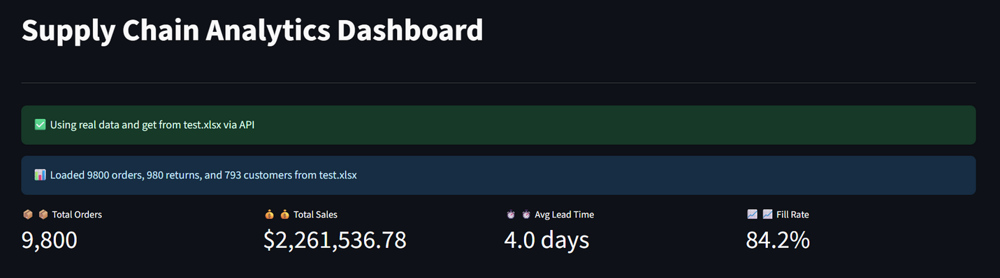 Supply Chain Analytics Dashboard
✅ Using real data and get from test.xlsx via API
📊 Loaded 9800 orders, 980 returns, and 793 customers from test.xlsx
📦 📦 Total Orders
9,800
💰 💰 Total Sales
$2,261,536.78
⏱️ ⏱️ Avg Lead Time
4.0 days
📈 📈 Fill Rate
84.2%